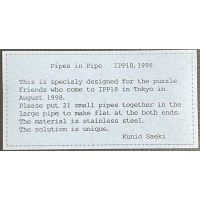 Pipes in Pipe IPP18,1998
This is specialy designed for the puzzle
friends who come to IPP18 in Tokyo in
August 1998.
Please put 21 small pipes together in the
large pipe to make flat at the both ends.
The material is stainless steel.
The solution is unique.
Kunio Saeki